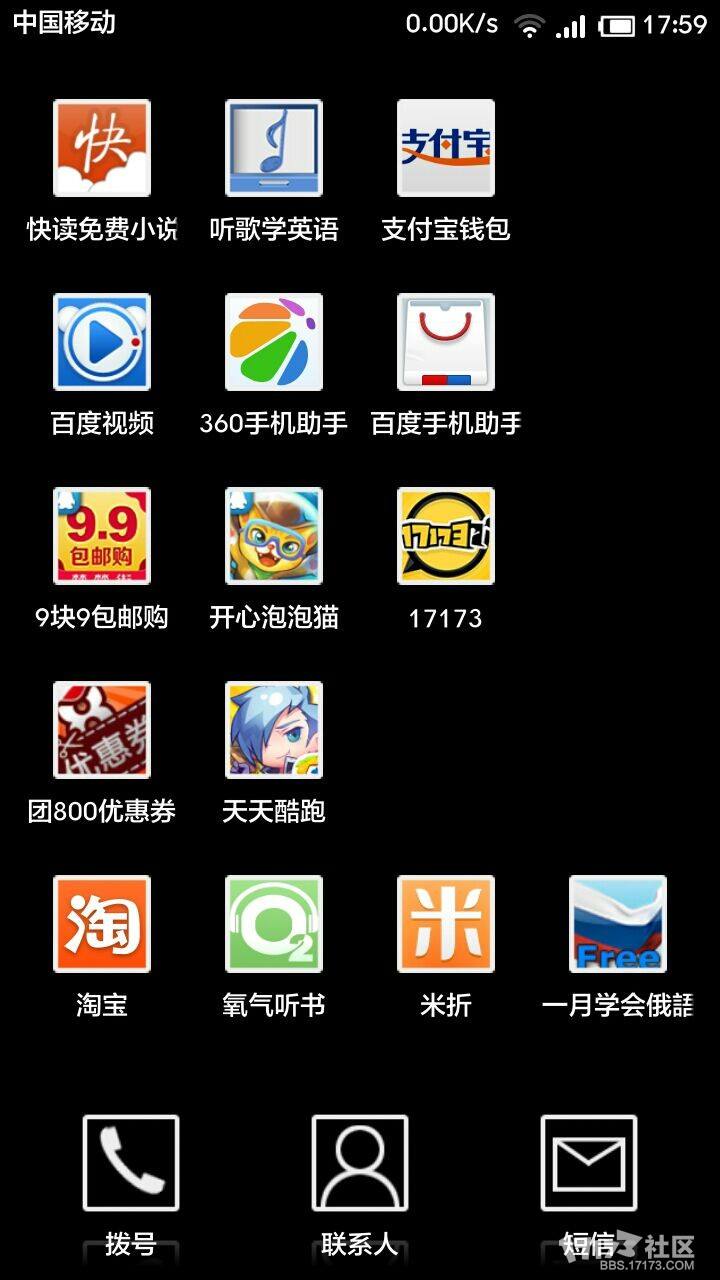 中国移动 0.00K/s 17:59
快
支付宝
快读免费小说 听歌学英语 支付宝钱包
百度视频 360手机助手 百度手机助手
9.9
包邮购
17173
9块9包邮购 开心泡泡猫 17173
优惠券
团800优惠券 天天酷跑
淘 O2 米 Free
淘宝 氧气听书 米折 一月学会俄語
拨号 联系人 短信
17173社区
BBS.17173.COM